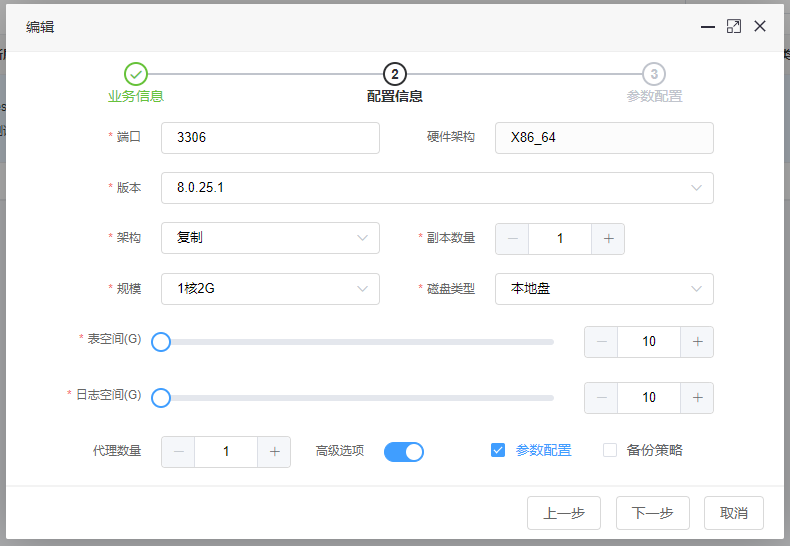 编辑
2
3
业务信息
配置信息
参数配置
* 端口 3306 硬件架构 X86_64
* 版本 8.0.25.1
* 架构 复制 * 副本数量 − 1 +
* 规模 1核2G * 磁盘类型 本地盘
* 表空间(G) − 10 +
* 日志空间(G) − 10 +
代理数量 − 1 + 高级选项 参数配置 备份策略
上一步 下一步 取消